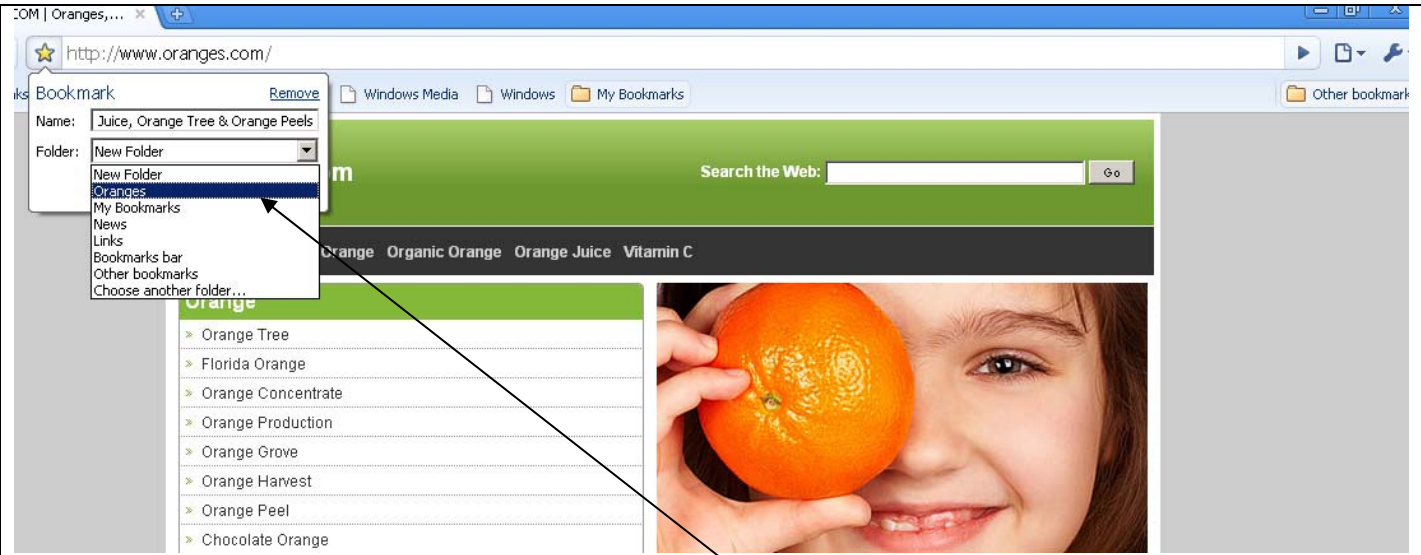 COM | Oranges,...
http://www.oranges.com/
ks
Bookmark Remove
Windows Media Windows My Bookmarks Other bookmark
Name: Juice, Orange Tree & Orange Peels
Folder: New Folder
New Folder
Oranges
My Bookmarks
News
Links
Bookmarks bar
Other bookmarks
Choose another folder...
m
Search the Web: Go
Orange Organic Orange Orange Juice Vitamin C
Orange
» Orange Tree
» Florida Orange
» Orange Concentrate
» Orange Production
» Orange Grove
» Orange Harvest
» Orange Peel
» Chocolate Orange